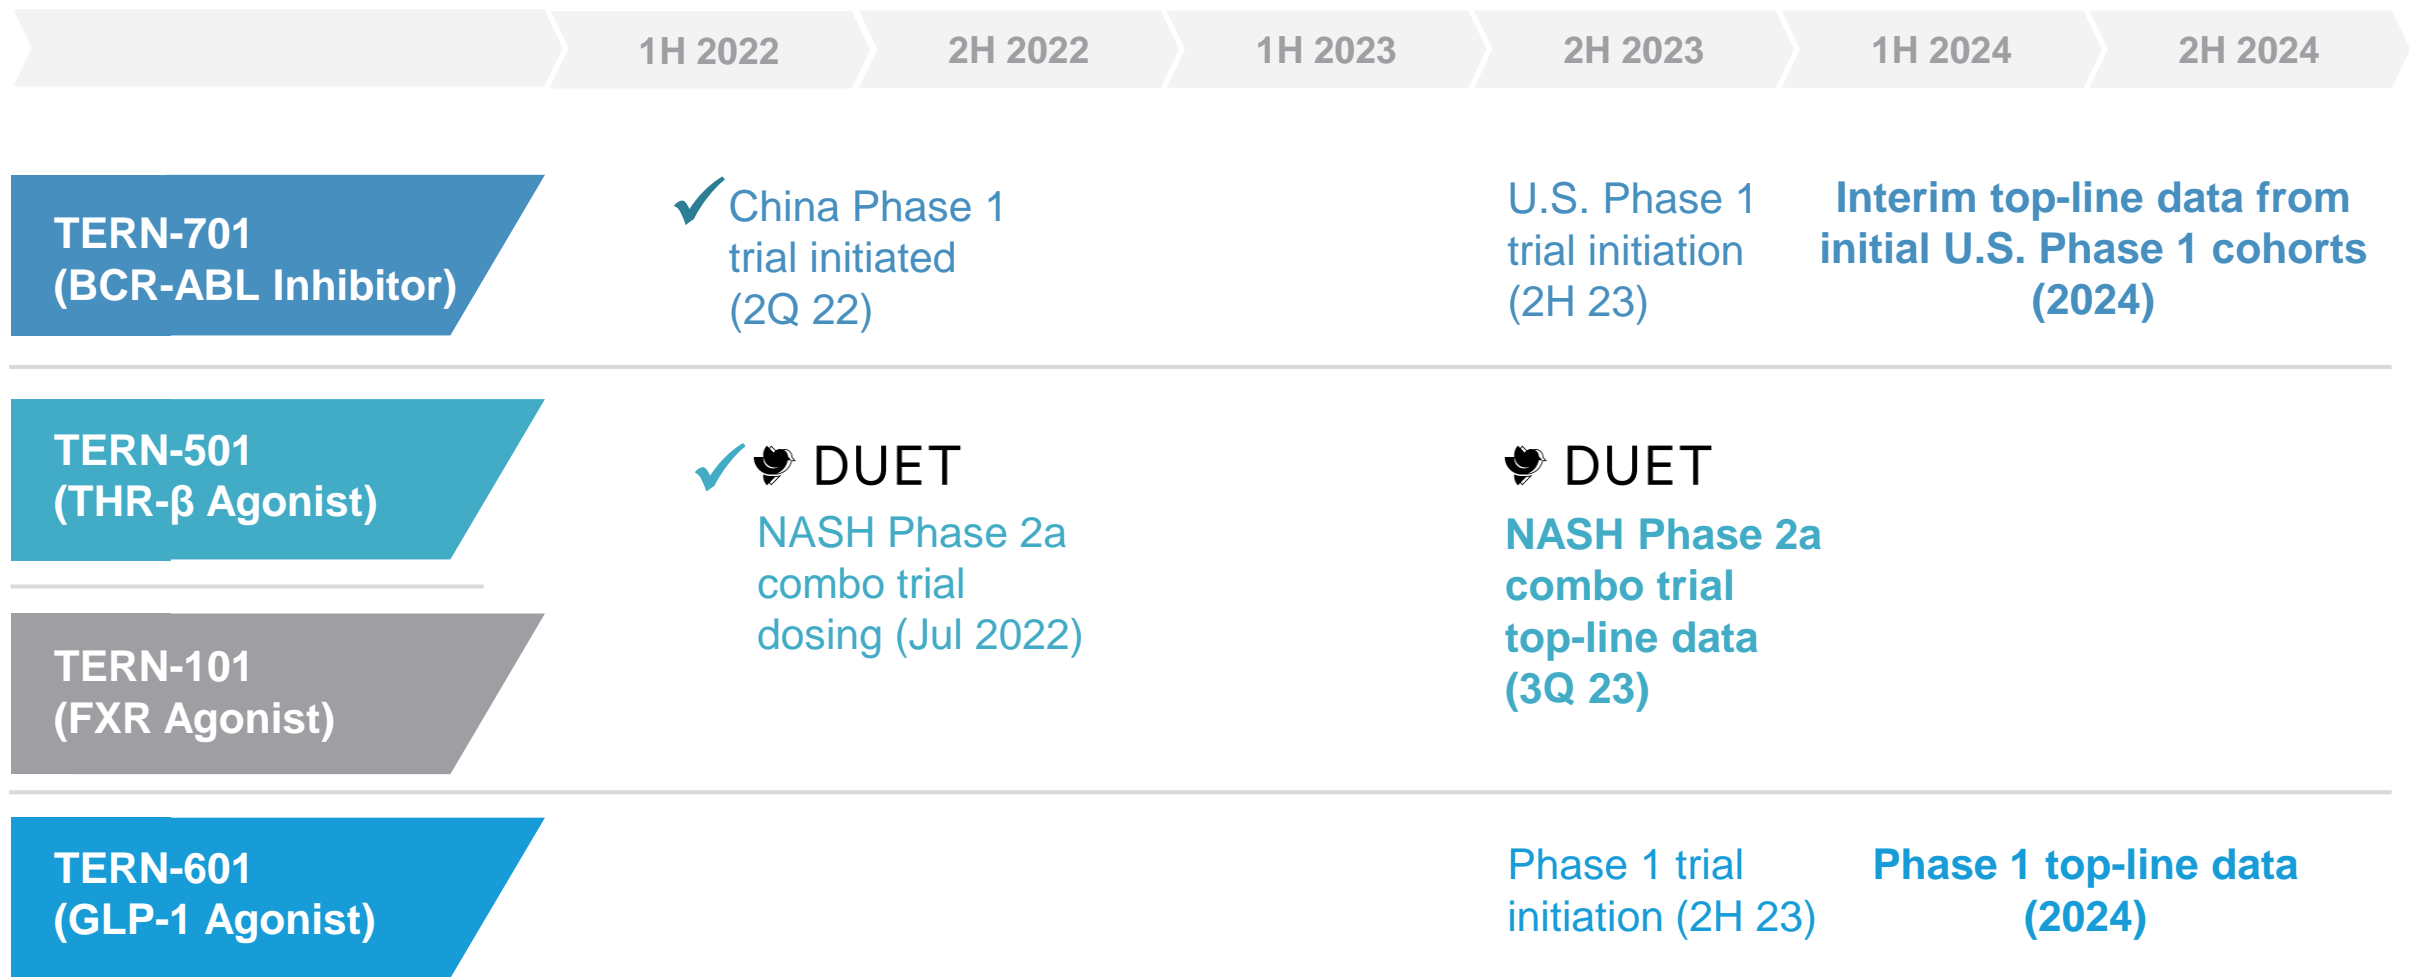 1H 2022
2H 2022
1H 2023
2H 2023
1H 2024
2H 2024
TERN-701
(BCR-ABL Inhibitor)
China Phase 1
trial initiated
(2Q 22)
U.S. Phase 1
trial initiation
(2H 23)
Interim top-line data from
initial U.S. Phase 1 cohorts
(2024)
TERN-501
(THR-β Agonist)
TERN-101
(FXR Agonist)
DUET
NASH Phase 2a
combo trial
dosing (Jul 2022)
DUET
NASH Phase 2a
combo trial
top-line data
(3Q 23)
TERN-601
(GLP-1 Agonist)
Phase 1 trial
initiation (2H 23)
Phase 1 top-line data
(2024)